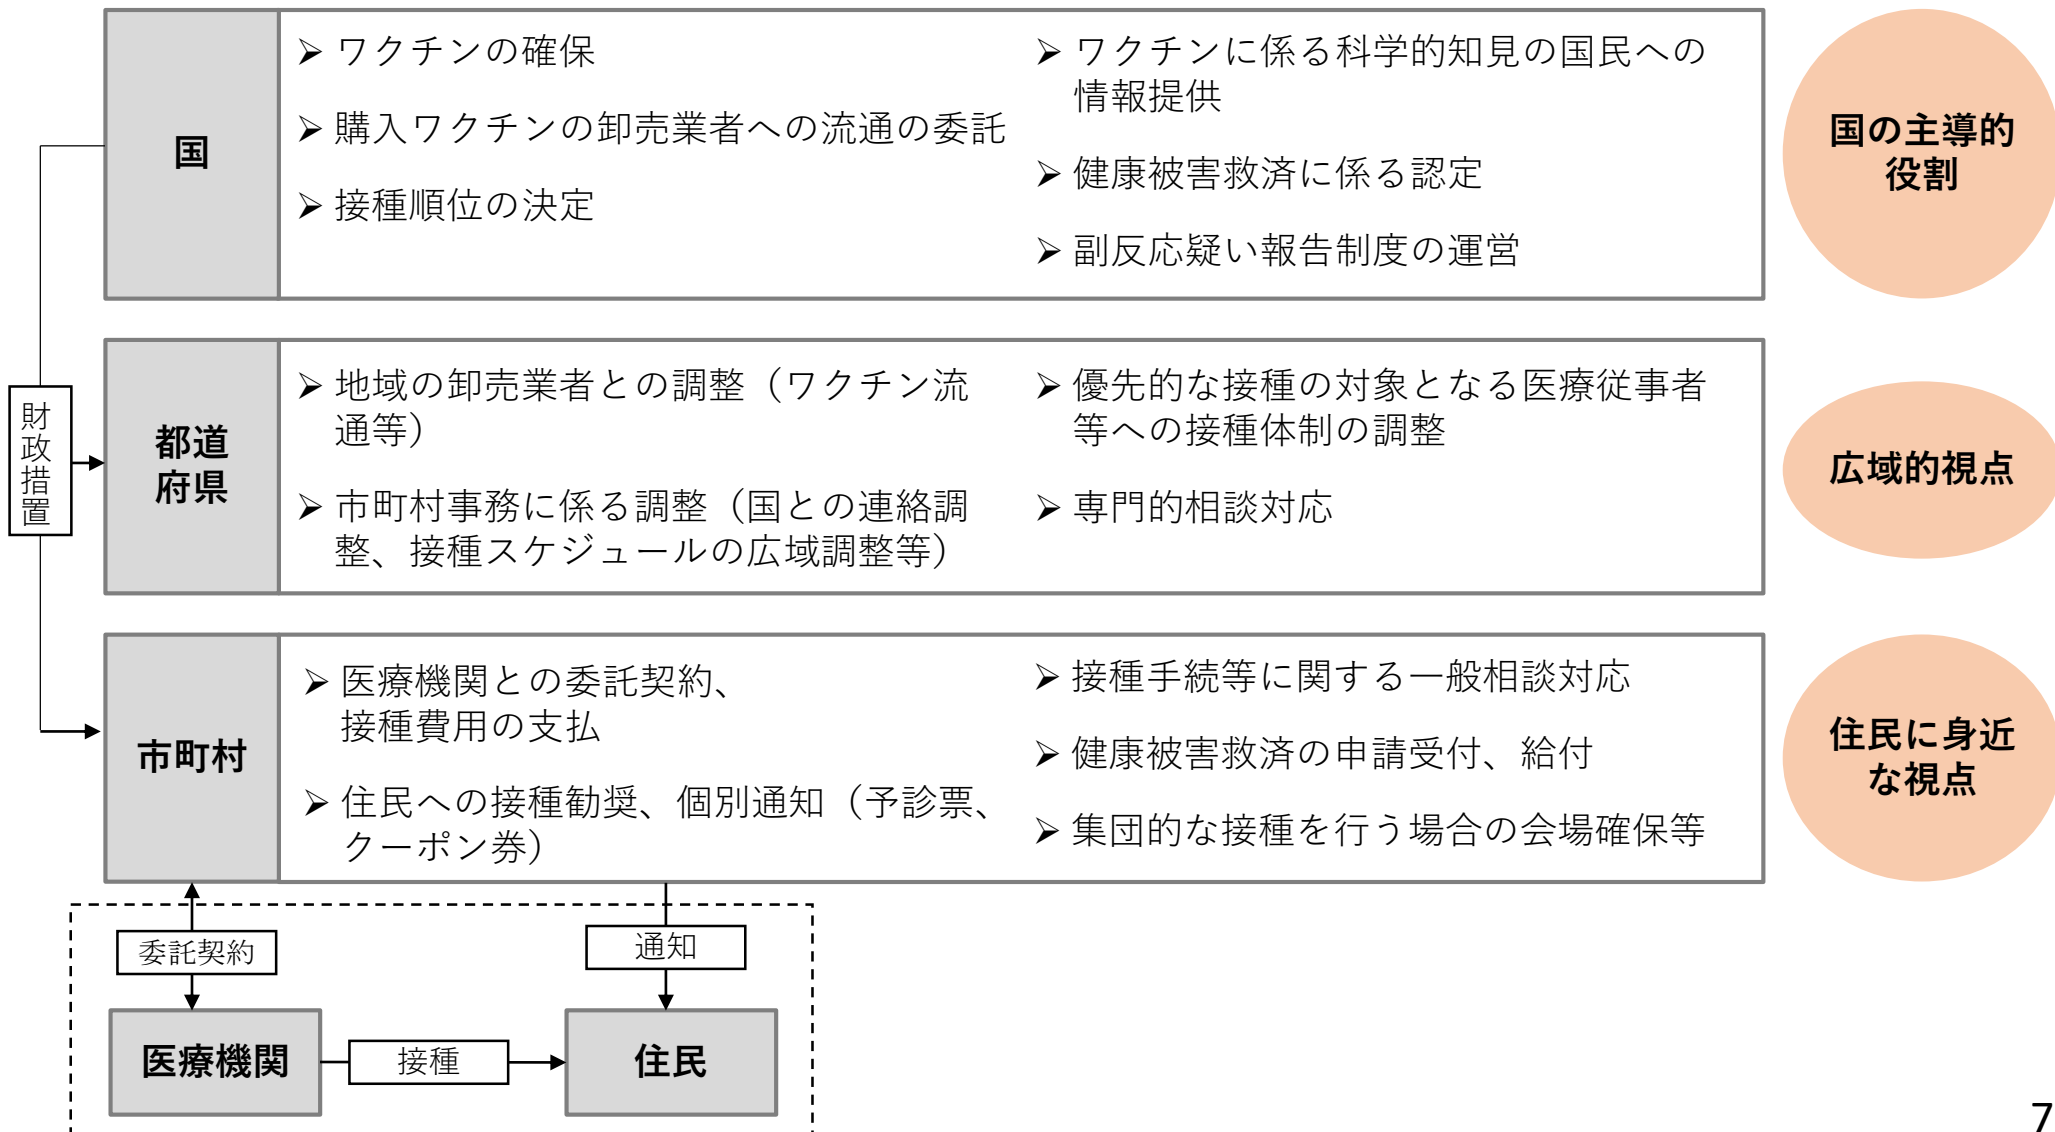 国
➢ ワクチンの確保
➢ 購入ワクチンの卸売業者への流通の委託
➢ 接種順位の決定
➢ ワクチンに係る科学的知見の国民への
情報提供
➢ 健康被害救済に係る認定
➢ 副反応疑い報告制度の運営
国の主導的
役割
財政措置
都道
府県
➢ 地域の卸売業者との調整（ワクチン流
通等）
➢ 市町村事務に係る調整（国との連絡調
整、接種スケジュールの広域調整等）
➢ 優先的な接種の対象となる医療従事者
等への接種体制の調整
➢ 専門的相談対応
広域的視点
市町村
➢ 医療機関との委託契約、
接種費用の支払
➢ 住民への接種勧奨、個別通知（予診票、
クーポン券）
➢ 接種手続等に関する一般相談対応
➢ 健康被害救済の申請受付、給付
➢ 集団的な接種を行う場合の会場確保等
住民に身近
な視点
委託契約
通知
医療機関
接種
住民
7